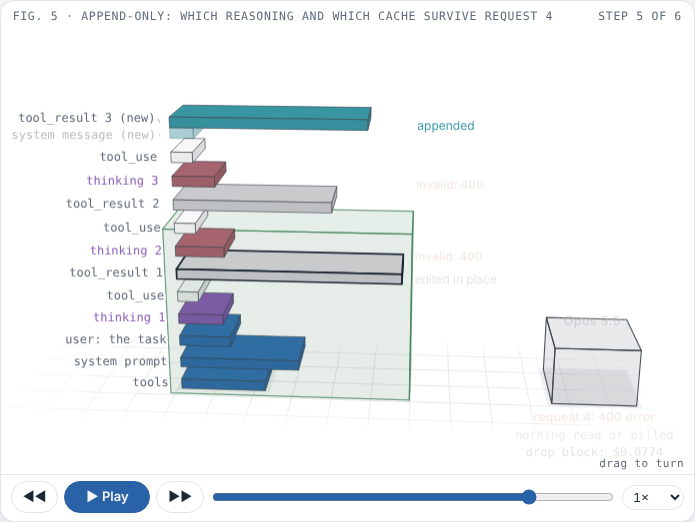 FIG. 5 · APPEND-ONLY: WHICH REASONING AND WHICH CACHE SURVIVE REQUEST 4
STEP 5 OF 6
tool_result 3 (new)
appended
system message (new)
tool_use
thinking 3
invalid: 400
tool_result 2
tool_use
thinking 2
invalid: 400
tool_result 1
edited in place
tool_use
thinking 1
Opus 5.5
user: the task
system prompt
tools
request 4: 400 error
nothing read or billed
drop_block: $0.0774
drag to turn
Play
1×